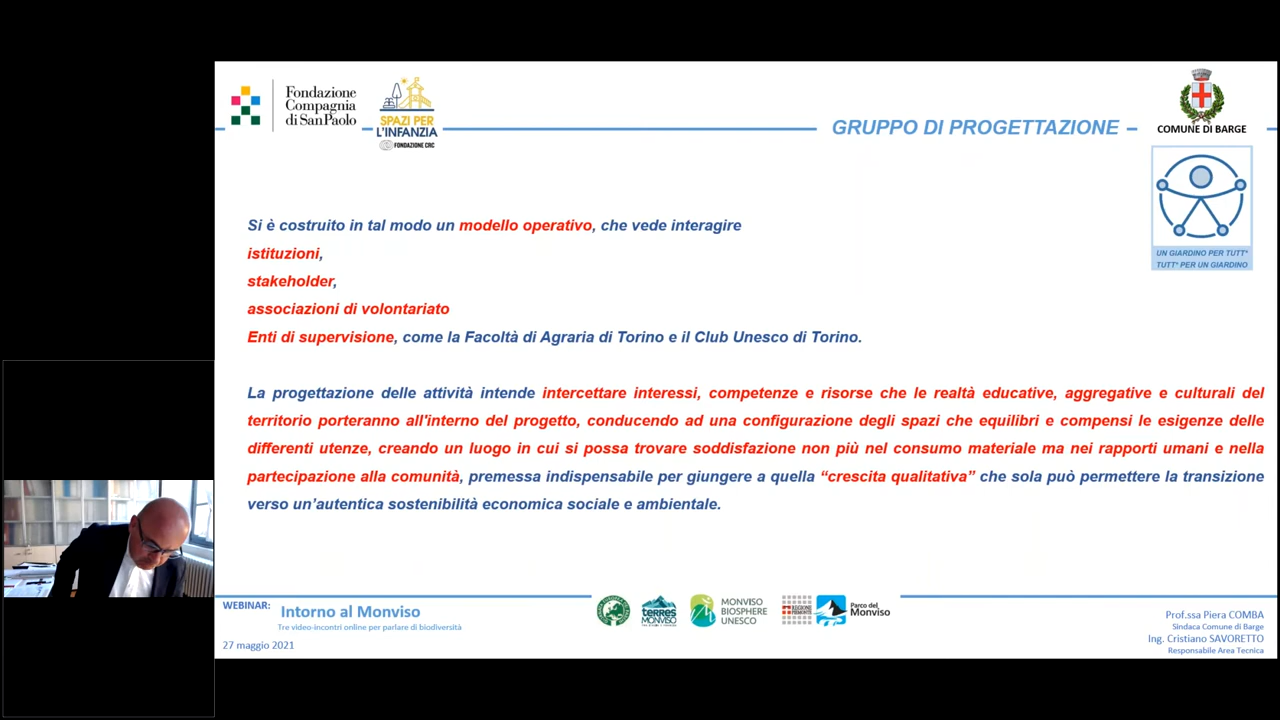 Fondazione
Compagnia
di SanPaolo
SPAZI PER
L'INFANZIA
FONDAZIONE CRC
GRUPPO DI PROGETTAZIONE
COMUNE DI BARGE
UN GIARDINO PER TUTT*
TUTT* PER UN GIARDINO
Si è costruito in tal modo un modello operativo, che vede interagire
istituzioni,
stakeholder,
associazioni di volontariato
Enti di supervisione, come la Facoltà di Agraria di Torino e il Club Unesco di Torino.
La progettazione delle attività intende intercettare interessi, competenze e risorse che le realtà educative, aggregative e culturali del
territorio porteranno all'interno del progetto, conducendo ad una configurazione degli spazi che equilibri e compensi le esigenze delle
differenti utenze, creando un luogo in cui si possa trovare soddisfazione non più nel consumo materiale ma nei rapporti umani e nella
partecipazione alla comunità, premessa indispensabile per giungere a quella “crescita qualitativa” che sola può permettere la transizione
verso un’autentica sostenibilità economica sociale e ambientale.
WEBINAR: Intorno al Monviso
Tre video-incontri online per parlare di biodiversità
27 maggio 2021
terres
MONVISO
MONVISO
BIOSPHERE
UNESCO
REGIONE
PIEMONTE
Parco del
Monviso
Prof.ssa Piera COMBA
Sindaca Comune di Barge
Ing. Cristiano SAVORETTO
Responsabile Area Tecnica